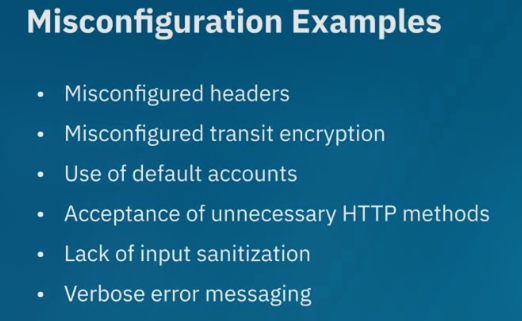 Misconfiguration Examples
• Misconfigured headers
• Misconfigured transit encryption
• Use of default accounts
• Acceptance of unnecessary HTTP methods
• Lack of input sanitization
• Verbose error messaging